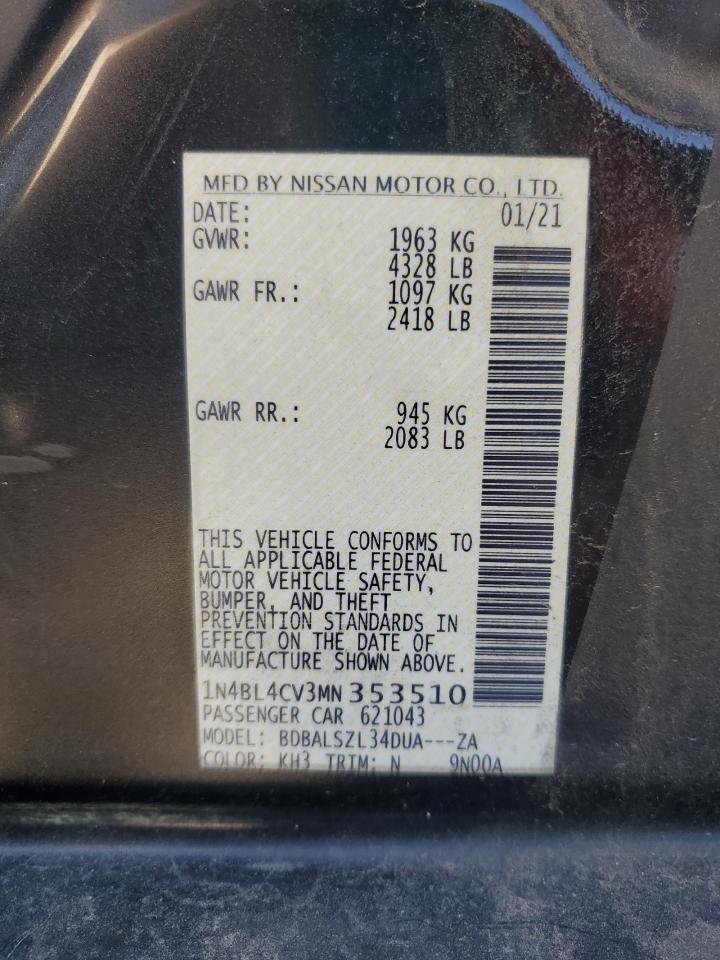 MFD BY NISSAN MOTOR CO., LTD.
DATE: 01/21
GVWR: 1963 KG
4328 LB
GAWR FR.: 1097 KG
2418 LB
GAWR RR.: 945 KG
2083 LB
THIS VEHICLE CONFORMS TO
ALL APPLICABLE FEDERAL
MOTOR VEHICLE SAFETY,
BUMPER, AND THEFT
PREVENTION STANDARDS IN
EFFECT ON THE DATE OF
MANUFACTURE SHOWN ABOVE.
1N4BL4CV3MN353510
PASSENGER CAR 621043
MODEL: BDBALSZL34DUA---ZA
COLOR: KH3 TRIM: N 9N00A